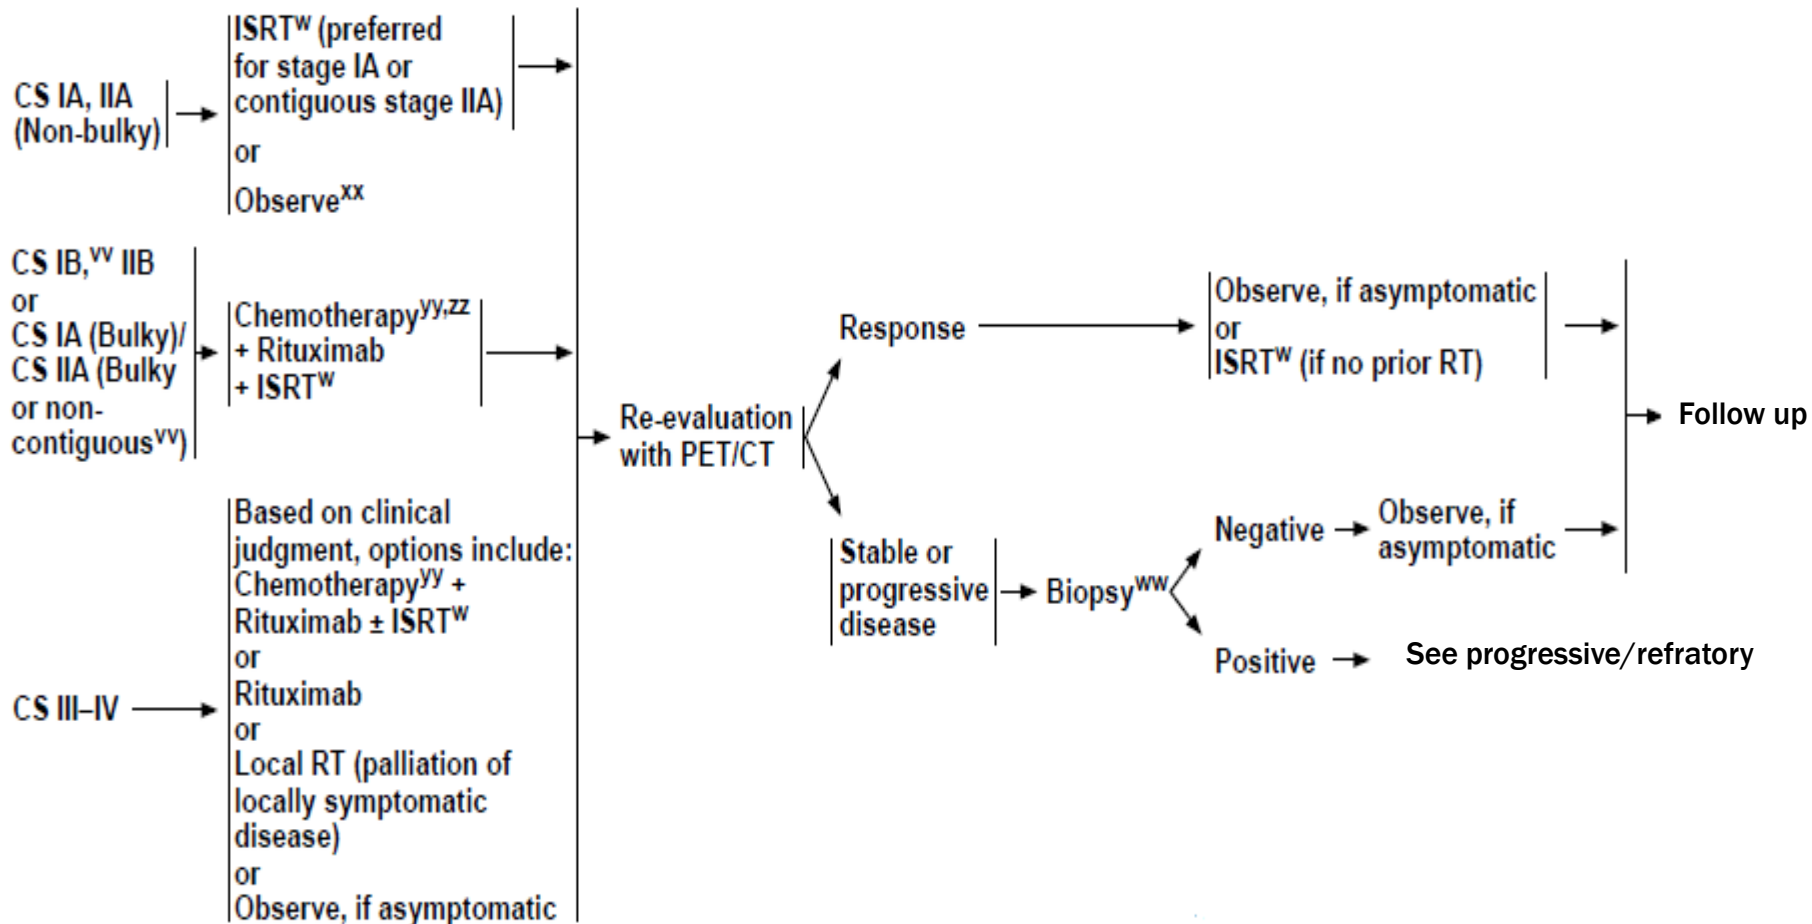 CS IA, IIA
(Non-bulky)
ISRTᵂ (preferred
for stage IA or
contiguous stage IIA)
or
Observeˣˣ
CS IB,ᵛᵛ IIB
or
CS IA (Bulky)/
CS IIA (Bulky
or non-
contiguousᵛᵛ)
Chemotherapyʸʸ,ᶻᶻ
+ Rituximab
+ ISRTᵂ
CS III–IV
Based on clinical
judgment, options include:
Chemotherapyʸʸ +
Rituximab ± ISRTᵂ
or
Rituximab
or
Local RT (palliation of
locally symptomatic
disease)
or
Observe, if asymptomatic
Re-evaluation
with PET/CT
Response
Observe, if asymptomatic
or
ISRTᵂ (if no prior RT)
Stable or
progressive
disease
Biopsyʷʷ
Negative
Observe, if
asymptomatic
Positive
See progressive/refratory
Follow up